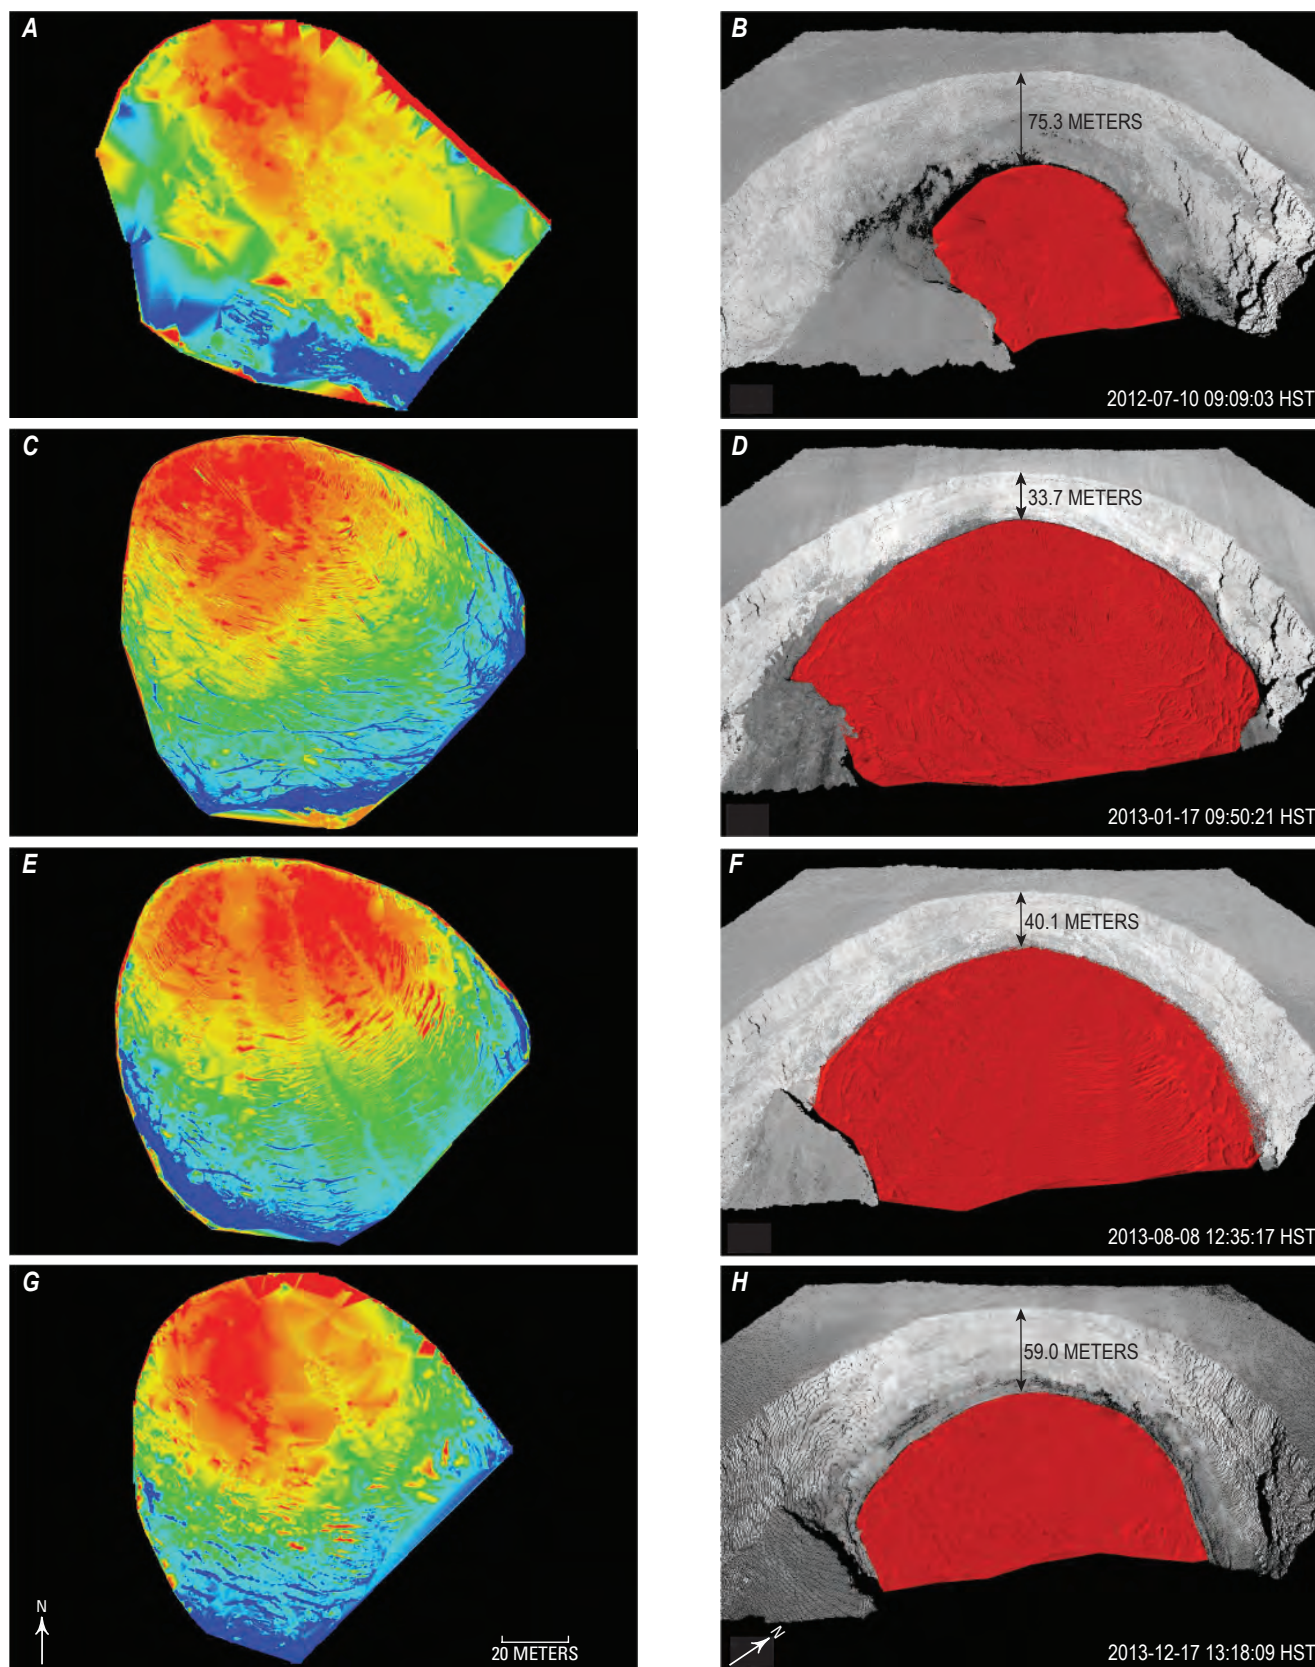 A
B
75.3 METERS
2012-07-10 09:09:03 HST
C
D
33.7 METERS
2013-01-17 09:50:21 HST
E
F
40.1 METERS
2013-08-08 12:35:17 HST
G
N
20 METERS
H
59.0 METERS
N
2013-12-17 13:18:09 HST